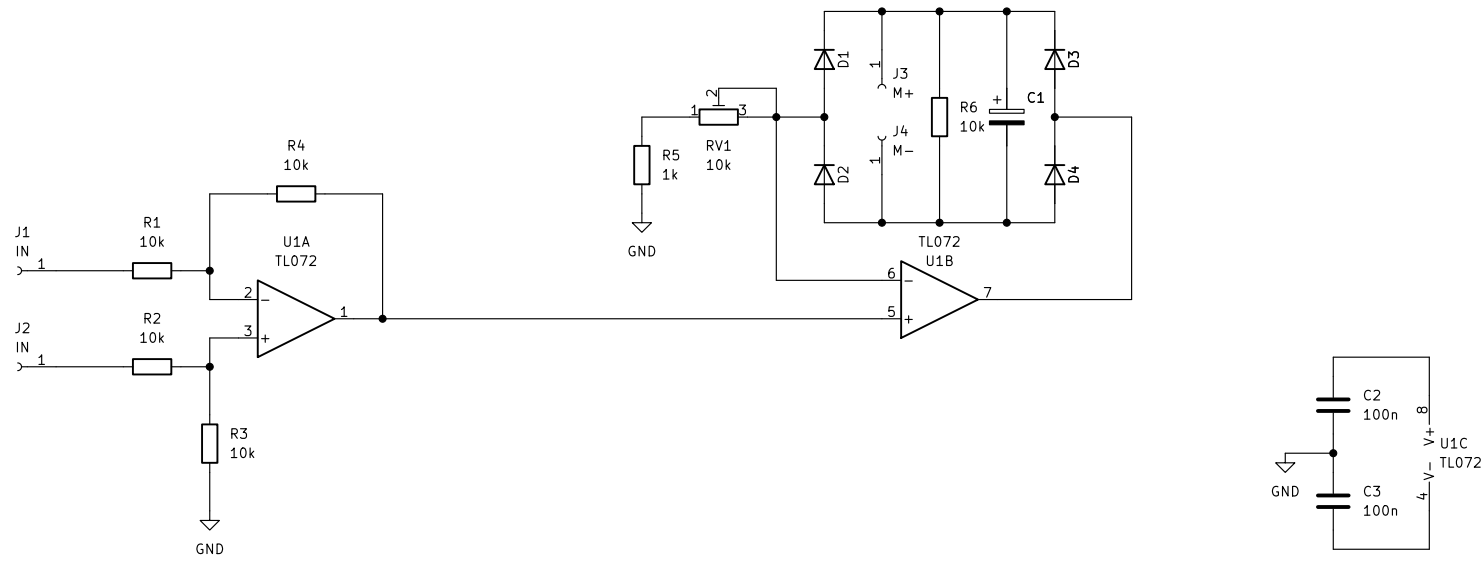 J1
IN
1
J2
IN
1
R1
10k
R2
10k
R3
10k
GND
R4
10k
U1A
TL072
2
−
3
+
1
R5
1k
GND
1
2
3
RV1
10k
D1
D2
1
J3
M+
J4
M−
1
R6
10k
+
C1
D3
D4
TL072
U1B
6
−
5
+
7
C2
100n
GND
C3
100n
8
V+
V−
4
U1C
TL072